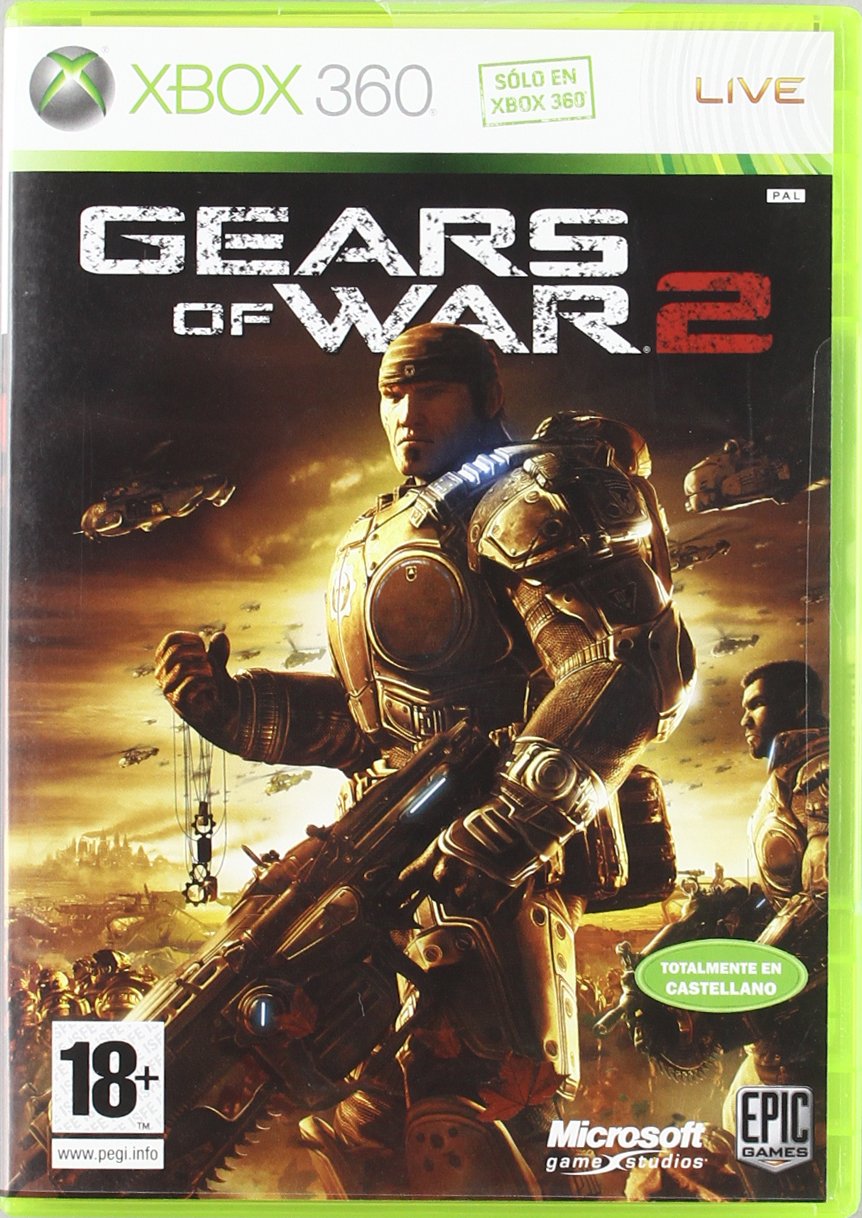 XBOX 360
SÓLO EN
XBOX 360
LIVE
PAL
GEARS
OF WAR 2
TOTALMENTE EN
CASTELLANO
18+
TM
www.pegi.info
Microsoft
game studios
EPIC
GAMES